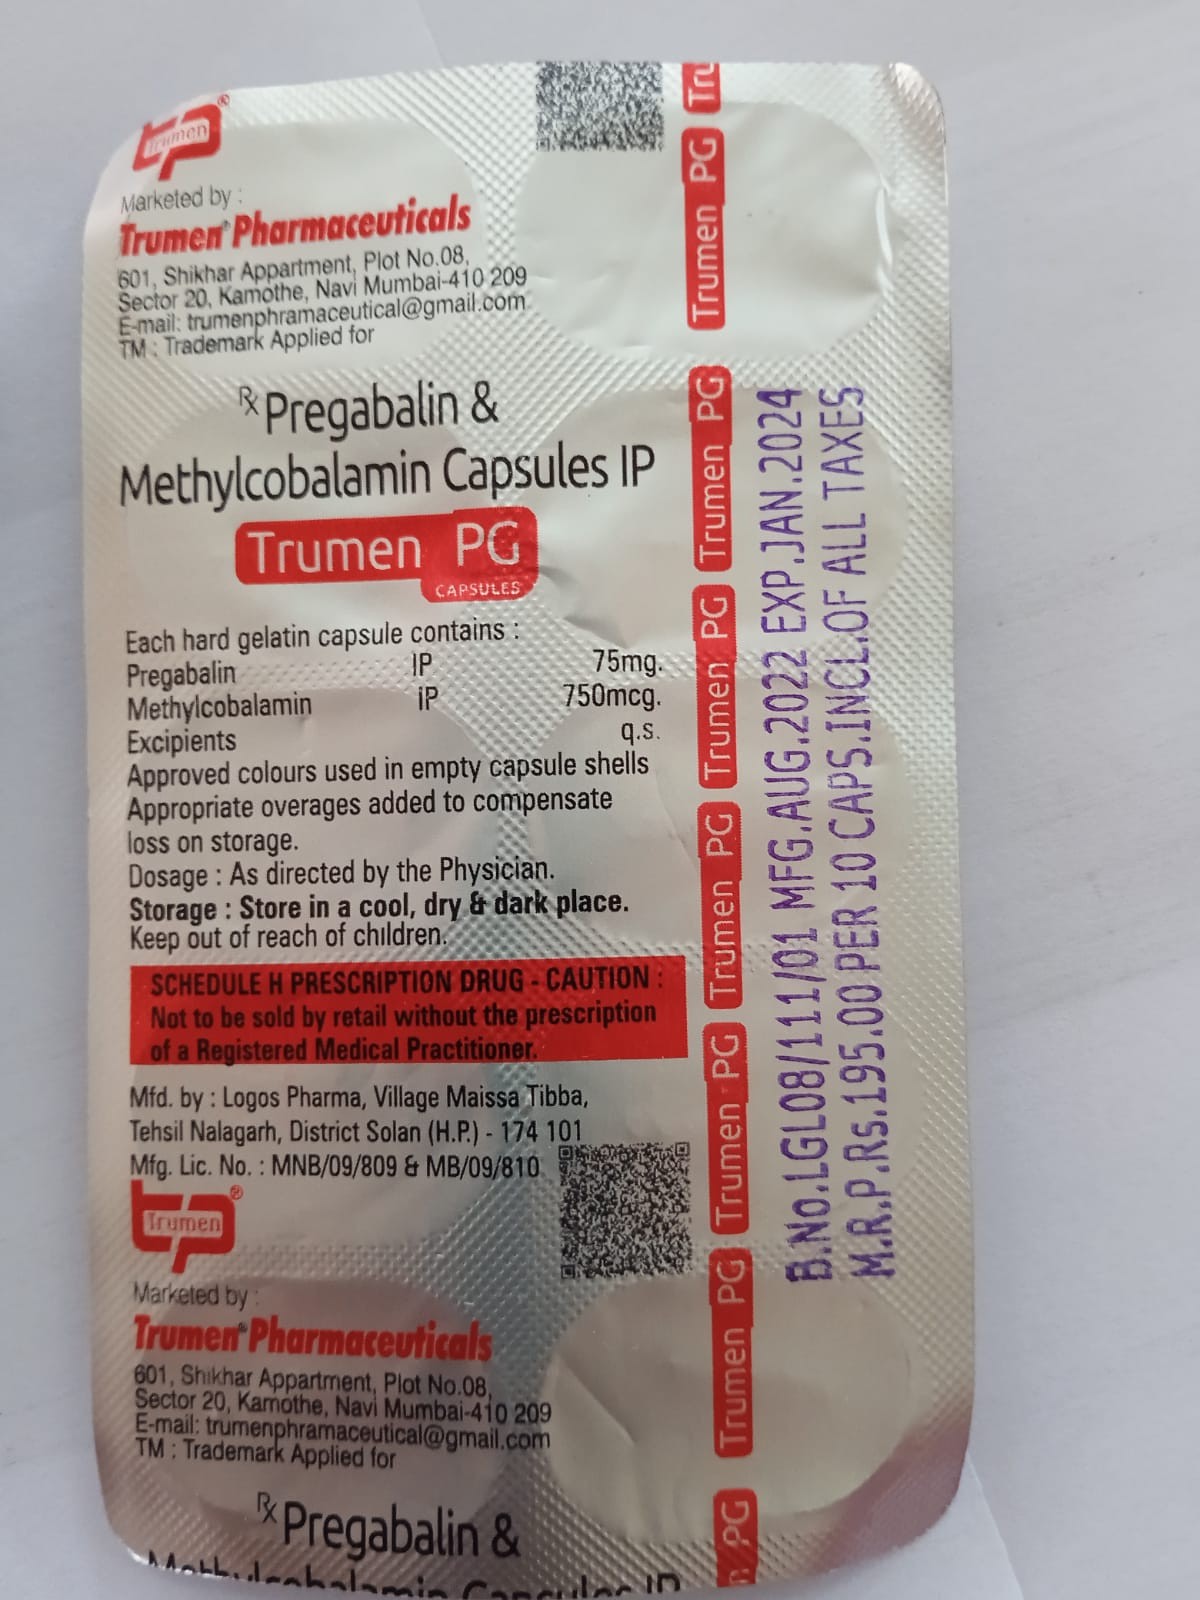 Trumen
Marketed by :
Trumen® Pharmaceuticals
601, Shikhar Appartment, Plot No.08,
Sector 20, Kamothe, Navi Mumbai-410 209
E-mail: trumenphramaceutical@gmail.com
TM : Trademark Applied for
Rx Pregabalin &
Methylcobalamin Capsules IP
Trumen PG
CAPSULES
Each hard gelatin capsule contains :
Pregabalin IP 75mg.
Methylcobalamin iP 750mcg.
Excipients q.s.
Approved colours used in empty capsule shells
Appropriate overages added to compensate
loss on storage.
Dosage : As directed by the Physician.
Storage : Store in a cool, dry & dark place.
Keep out of reach of children.
SCHEDULE H PRESCRIPTION DRUG - CAUTION :
Not to be sold by retail without the prescription
of a Registered Medical Practitioner.
Mfd. by : Logos Pharma, Village Maissa Tibba,
Tehsil Nalagarh, District Solan (H.P.) - 174 101
Mfg. Lic. No. : MNB/09/809 & MB/09/810
Trumen ®
Marketed by :
Trumen® Pharmaceuticals
601, Shikhar Appartment, Plot No.08,
Sector 20, Kamothe, Navi Mumbai-410 209
E-mail: trumenphramaceutical@gmail.com
TM : Trademark Applied for
Rx Pregabalin &
Methylcobalamin Capsules IP
Tru
Trumen PG
Trumen PG
Trumen PG
Trumen PG
Trumen PG
Trumen PG
n PG
B.No.LGL08/111/01 MFG.AUG.2022 EXP.JAN.2024
M.R.P.Rs.195.00 PER 10 CAPS.INCL.OF ALL TAXES